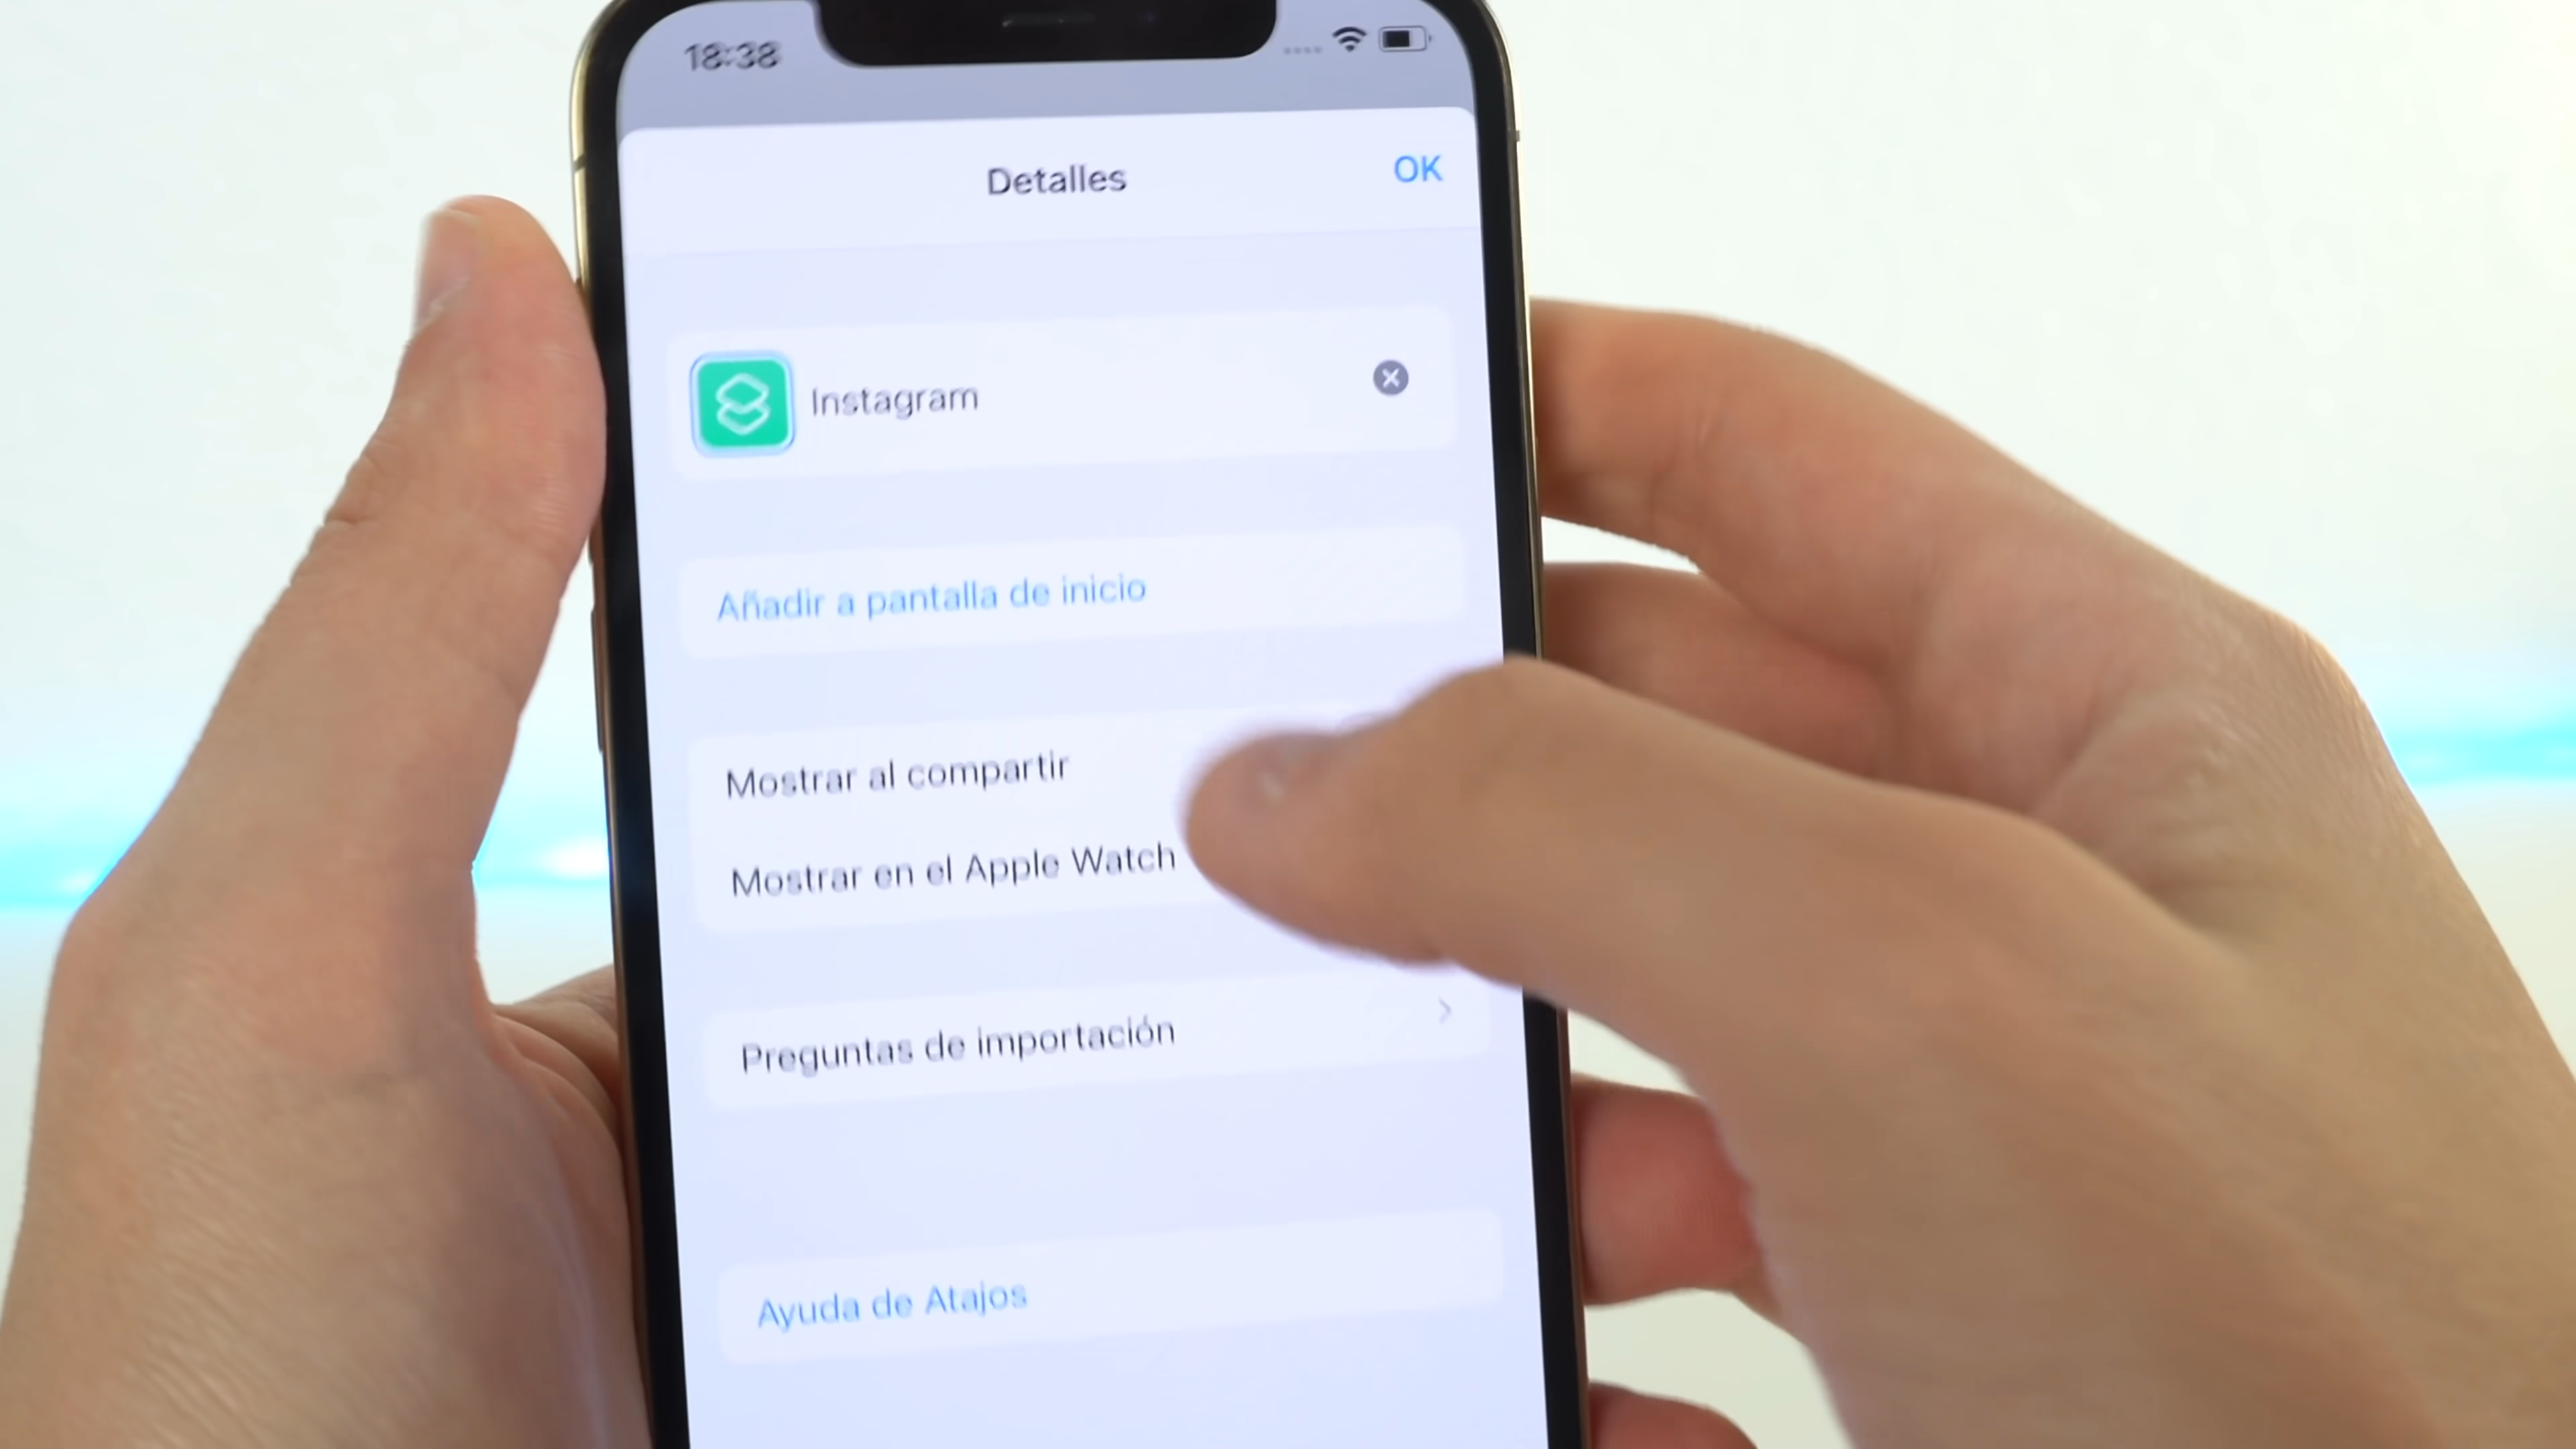 18:38
Detalles
OK
Instagram
Añadir a pantalla de inicio
Mostrar al compartir
Mostrar en el Apple Watch
Preguntas de importación
Ayuda de Atajos